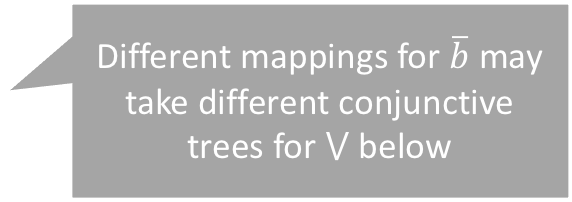 Different mappings for b̅ may
take different conjunctive
trees for ⋁ below